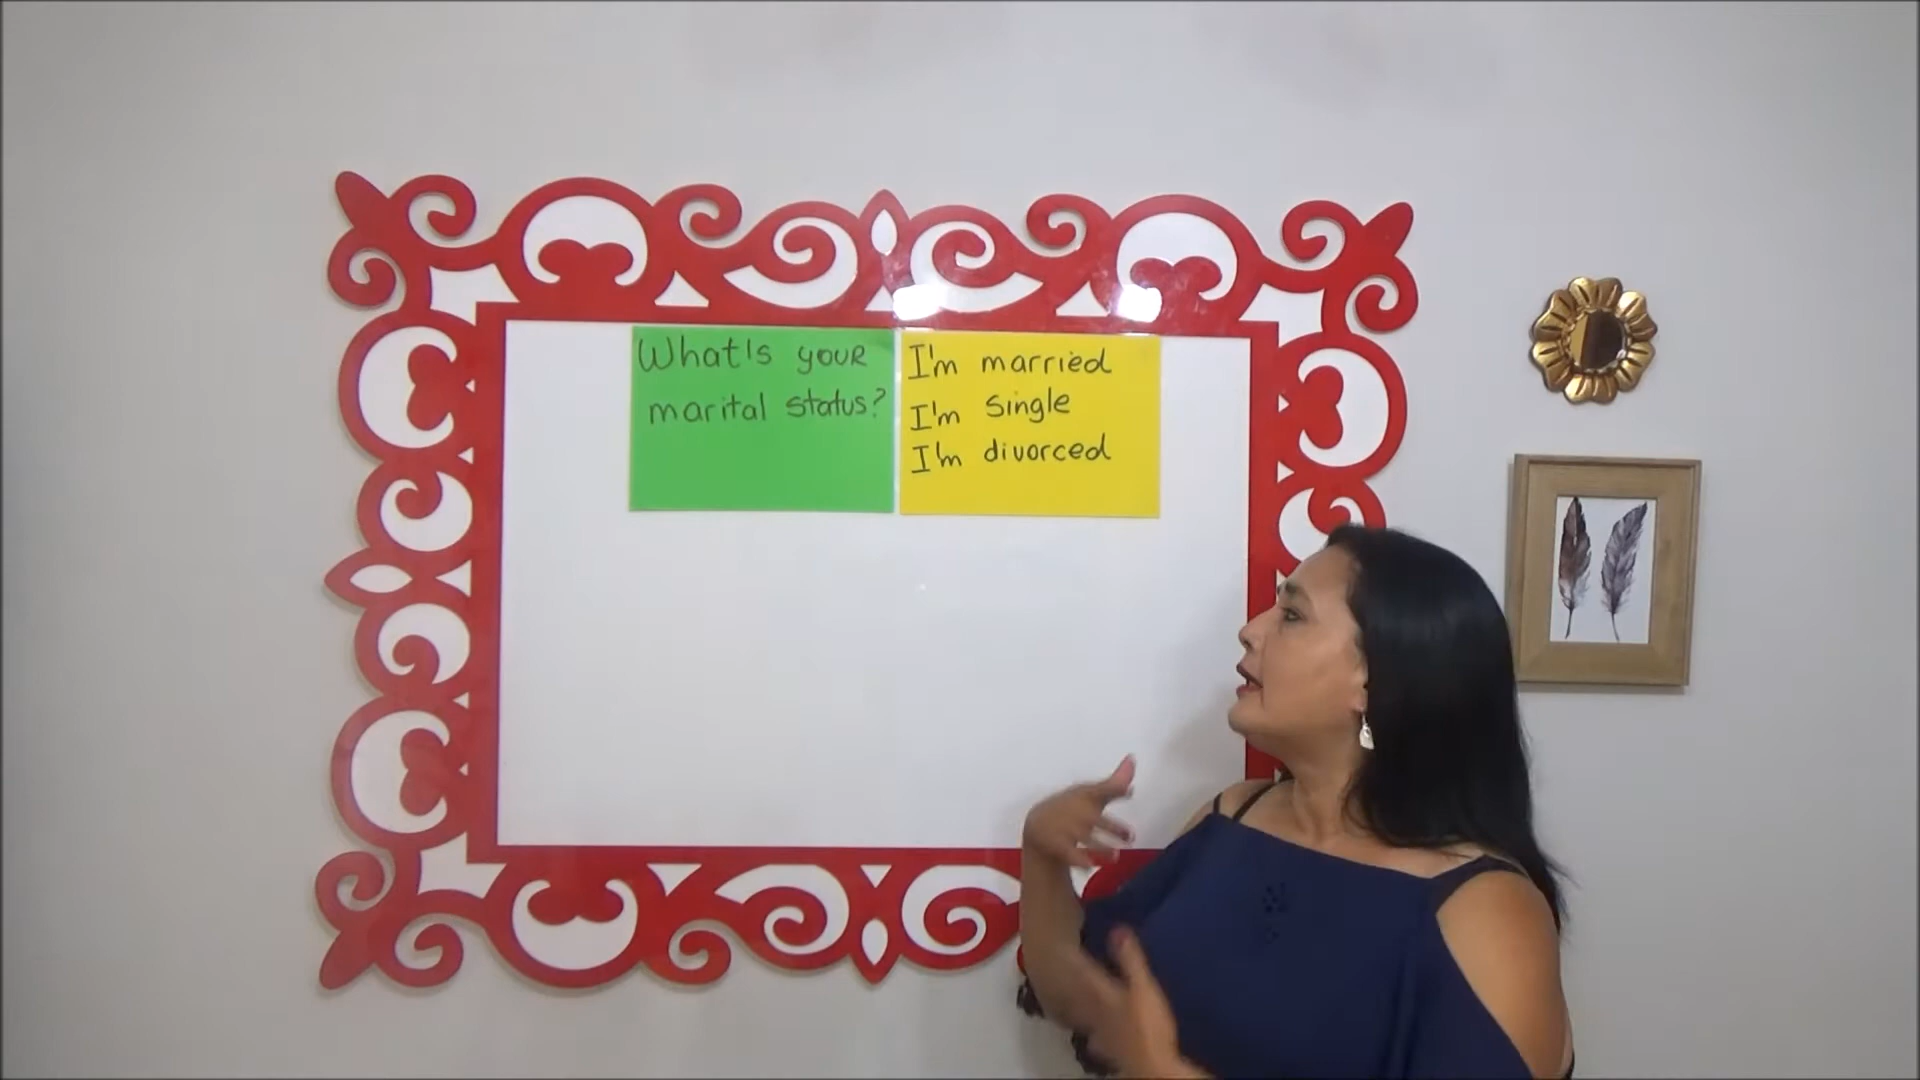 What's your
marital status?
I'm married
I'm single
I'm divorced